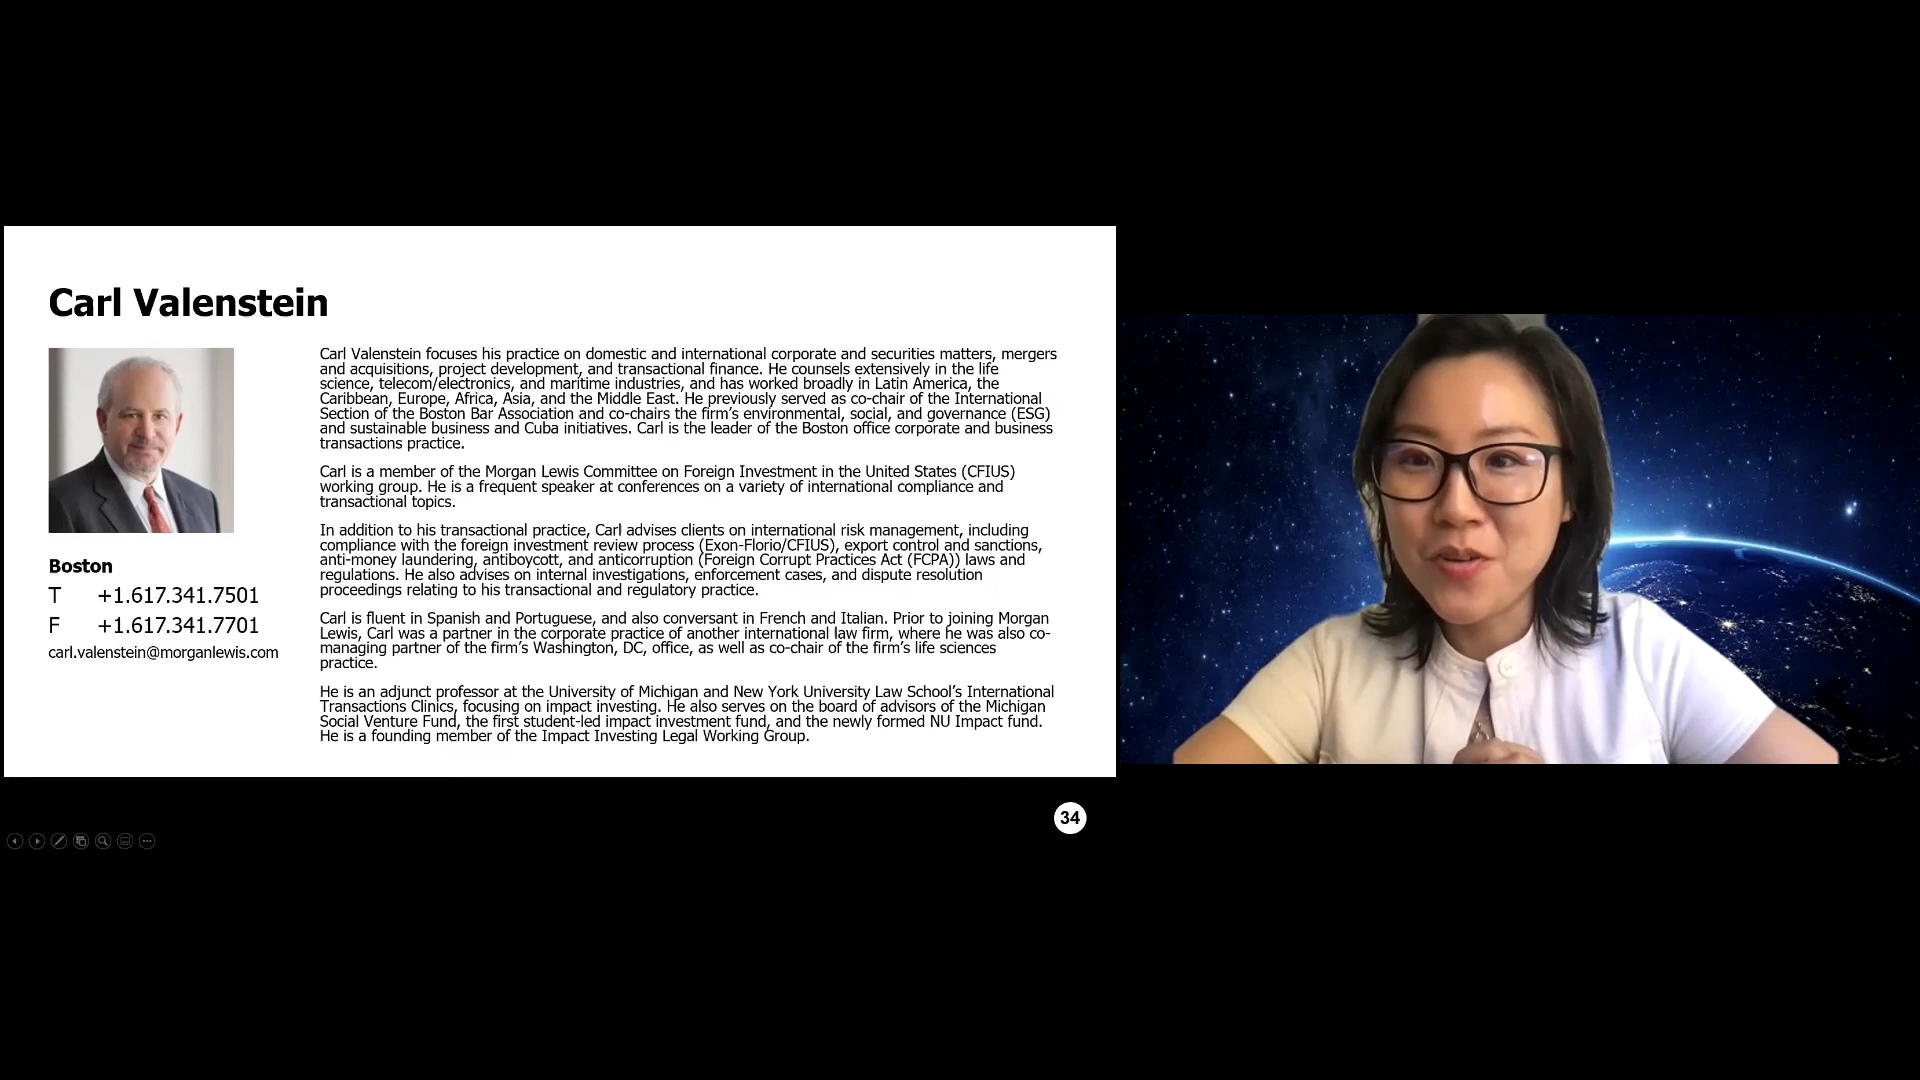 Carl Valenstein
Carl Valenstein focuses his practice on domestic and international corporate and securities matters, mergers
and acquisitions, project development, and transactional finance. He counsels extensively in the life
science, telecom/electronics, and maritime industries, and has worked broadly in Latin America, the
Caribbean, Europe, Africa, Asia, and the Middle East. He previously served as co-chair of the International
Section of the Boston Bar Association and co-chairs the firm’s environmental, social, and governance (ESG)
and sustainable business and Cuba initiatives. Carl is the leader of the Boston office corporate and business
transactions practice.
Carl is a member of the Morgan Lewis Committee on Foreign Investment in the United States (CFIUS)
working group. He is a frequent speaker at conferences on a variety of international compliance and
transactional topics.
In addition to his transactional practice, Carl advises clients on international risk management, including
compliance with the foreign investment review process (Exon-Florio/CFIUS), export control and sanctions,
anti-money laundering, antiboycott, and anticorruption (Foreign Corrupt Practices Act (FCPA)) laws and
regulations. He also advises on internal investigations, enforcement cases, and dispute resolution
proceedings relating to his transactional and regulatory practice.
Carl is fluent in Spanish and Portuguese, and also conversant in French and Italian. Prior to joining Morgan
Lewis, Carl was a partner in the corporate practice of another international law firm, where he was also co-
managing partner of the firm’s Washington, DC, office, as well as co-chair of the firm’s life sciences
practice.
He is an adjunct professor at the University of Michigan and New York University Law School’s International
Transactions Clinics, focusing on impact investing. He also serves on the board of advisors of the Michigan
Social Venture Fund, the first student-led impact investment fund, and the newly formed NU Impact fund.
He is a founding member of the Impact Investing Legal Working Group.
Boston
T +1.617.341.7501
F +1.617.341.7701
carl.valenstein@morganlewis.com
34